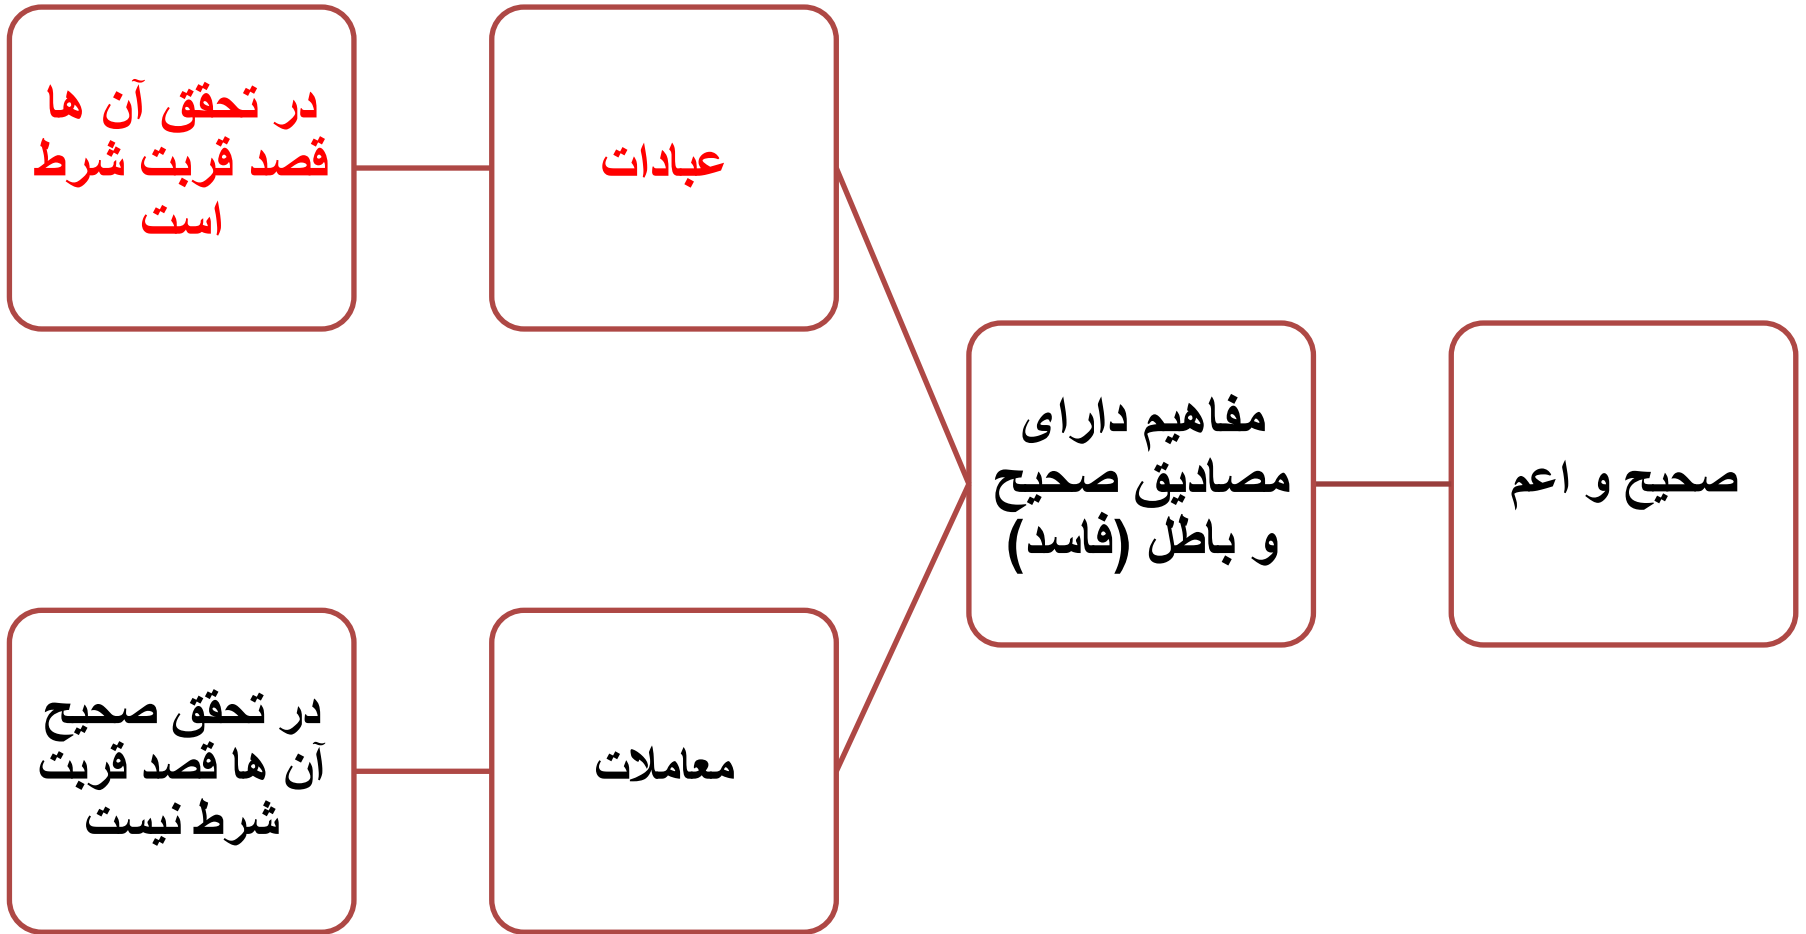 صحیح و اعم
مفاهیم دارای
مصادیق صحیح
و باطل (فاسد)
عبادات
در تحقق آن ها
قصد قربت شرط
است
معاملات
در تحقق صحیح
آن ها قصد قربت
شرط نیست